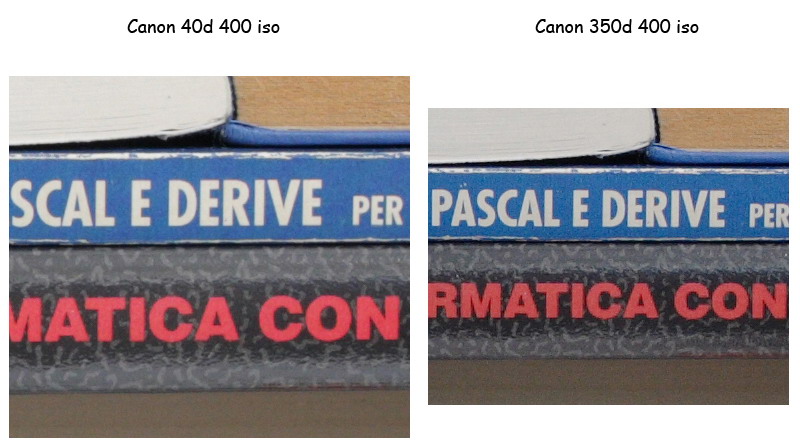 Canon 40d 400 iso
Canon 350d 400 iso
SCAL E DERIVE PER
MATICA CON
PASCAL E DERIVE PER
RMATICA CON